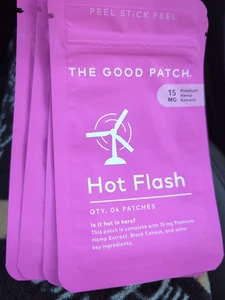 PEEL STICK FEEL
THE GOOD PATCH.
15 MG Premium Hemp Extract
Hot Flash
QTY. 04 PATCHES
Is it hot in here?
This patch is complete with 15 mg Premium
Hemp Extract, Black Cohosh, and other
key ingredients.